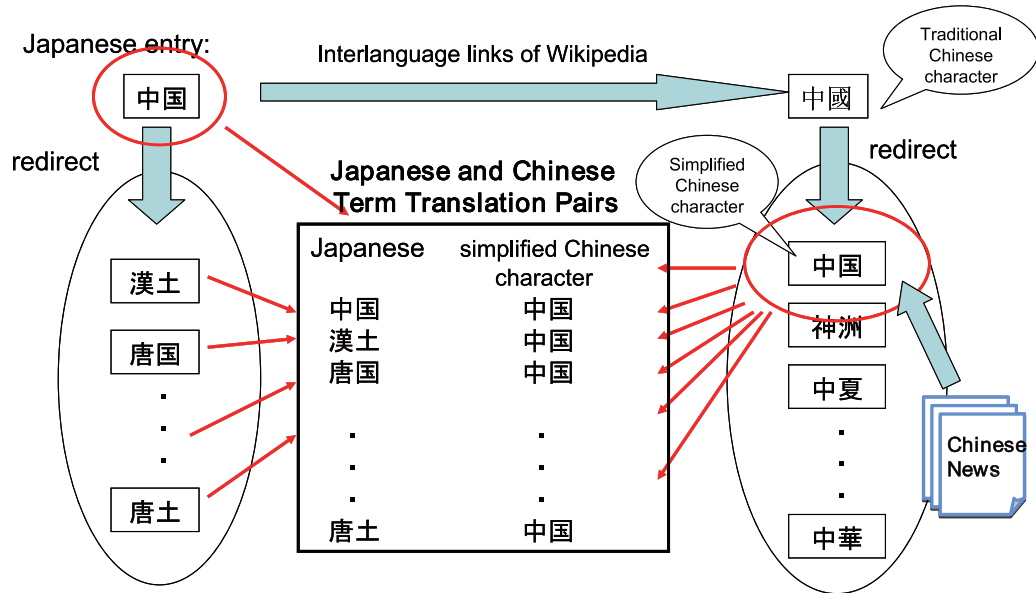 Japanese entry:
中国
redirect
漢土
唐国
.
.
.
唐土
Interlanguage links of Wikipedia
中國
Traditional
Chinese
character
redirect
Simplified
Chinese
character
中国
神洲
中夏
.
.
.
中華
Chinese
News
Japanese and Chinese
Term Translation Pairs
Japanese simplified Chinese
character
中国 中国
漢土 中国
唐国 中国
. .
. .
. .
唐土 中国